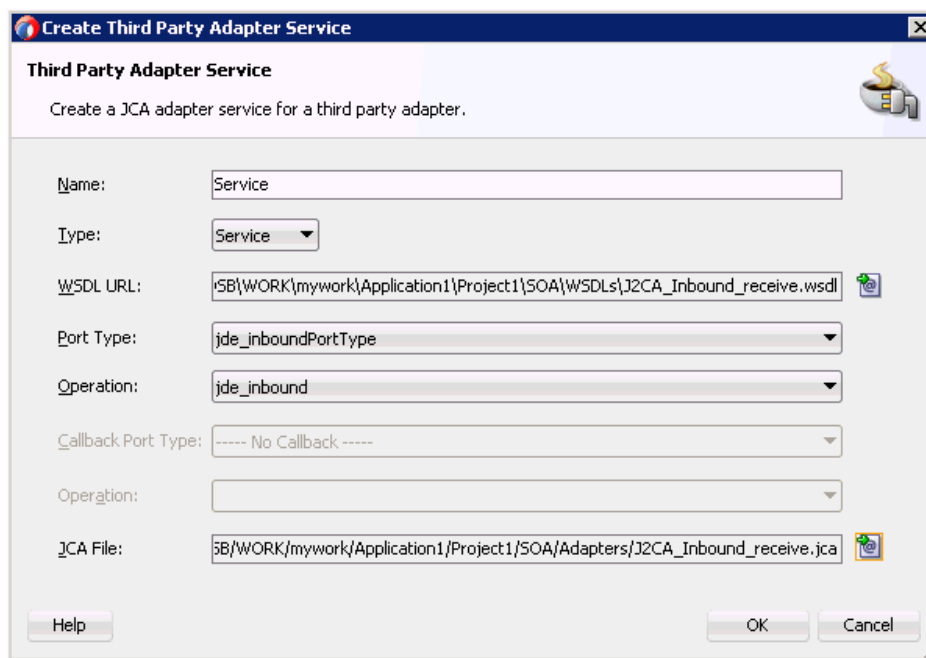 Create Third Party Adapter Service
Third Party Adapter Service
Create a JCA adapter service for a third party adapter.
Name: Service
Type: Service
WSDL URL: SB\WORK\mywork\Application1\Project1\SOA\WSDLs\J2CA_Inbound_receive.wsdl
Port Type: jde_inboundPortType
Operation: jde_inbound
Callback Port Type: ----- No Callback -----
Operation:
JCA File: SB/WORK/mywork/Application1/Project1/SOA/Adapters/J2CA_Inbound_receive.jca
Help OK Cancel